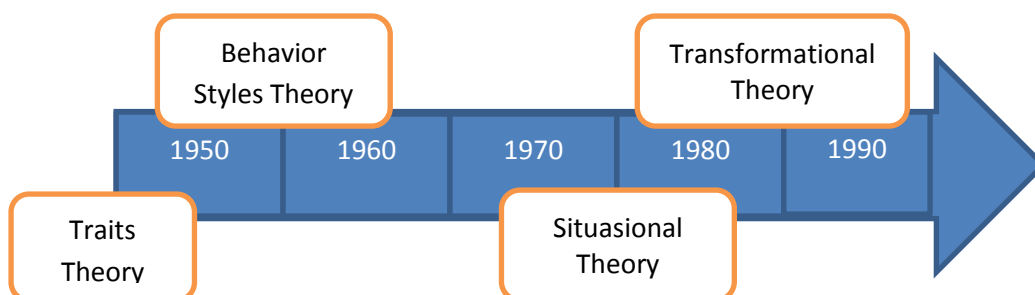 Behavior
Styles Theory
Transformational
Theory
1950
1960
1970
1980
1990
Traits
Theory
Situasional
Theory